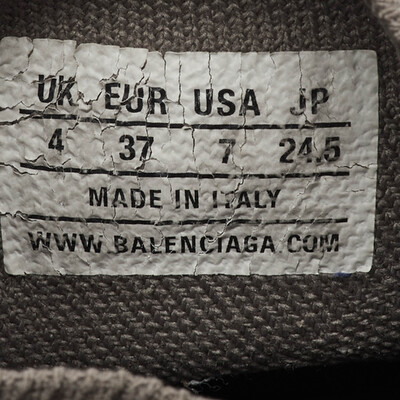 UK EUR USA JP
4 37 7 24.5
MADE IN ITALY
WWW.BALENCIAGA.COM